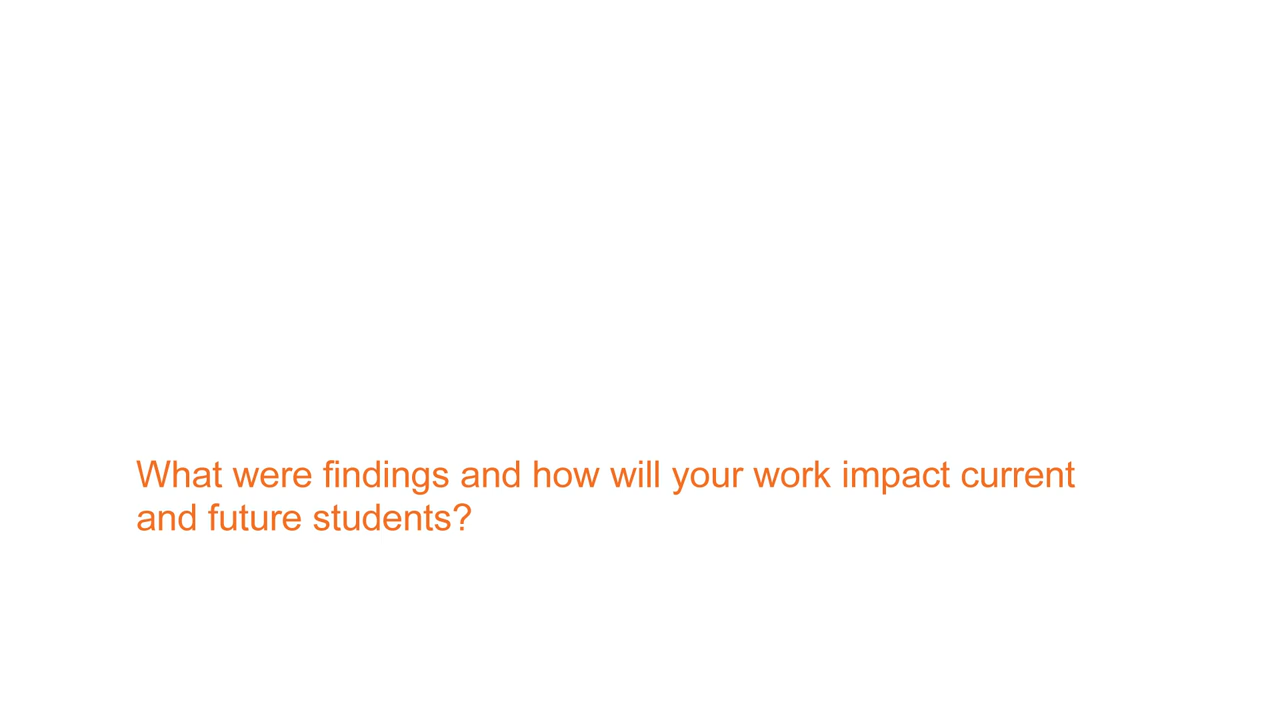 What were findings and how will your work impact current
and future students?